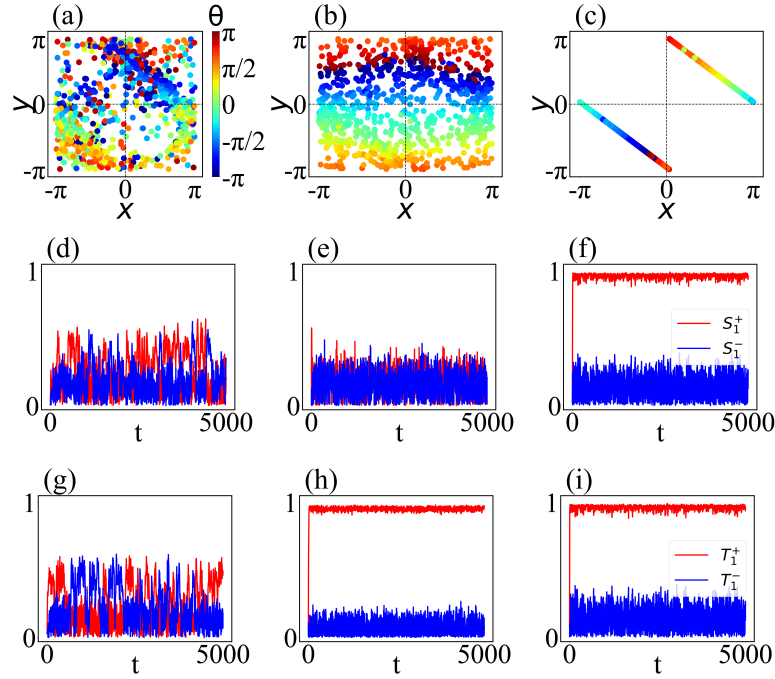 (a) θ (b) (c)
π π π π
π/2
y 0 0 y 0 y 0
-π/2
-π -π -π -π
-π 0 π -π 0 π -π 0 π
x x x
(d) (e) (f)
1 1 1
S₁⁺
S₁⁻
0 0 0
0 5000 0 5000 0 5000
t t t
(g) (h) (i)
1 1 1
T₁⁺
T₁⁻
0 0 0
0 5000 0 5000 0 5000
t t t